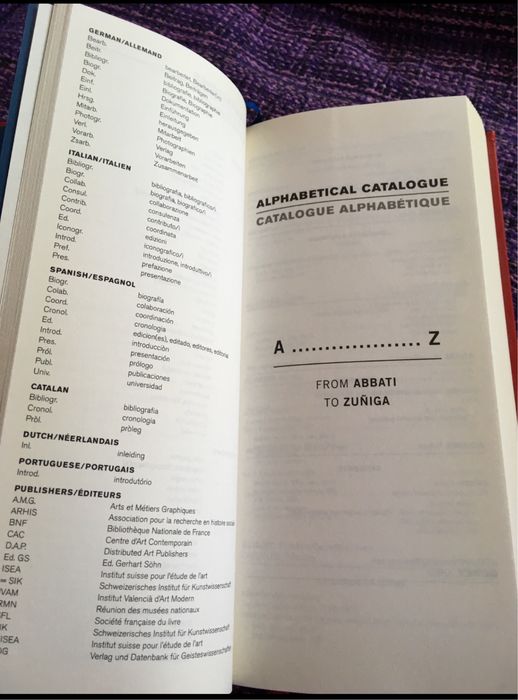 GERMAN/ALLEMAND
Bearb. bearbeitet, Bearbeitung
Beitr. Beitrag, Beiträgen
Bibliogr. bibliografie, bibliographie
Biogr. Biografie, Biographie
Dok. Dokumentation
Einf. Einführung
Einl. Einleitung
Hrsg. herausgegeben
Mitarb. Mitarbeit
Photogr. Photographien
Verl. Verlag
Vorarb. Vorarbeiten
Zsarb. Zusammenarbeit
ITALIAN/ITALIEN
Bibliogr. bibliografia, bibliografico/i
Biogr. biografia, biografico/i
Collab. collaborazione
Consul. consulenza
Contrib. contributo/i
Coord. coordinata
Ed. edizioni
Iconogr. iconografico/i
Introd. introduzione, introduttivo/i
Pref. prefazione
Pres. presentazione
SPANISH/ESPAGNOL
Biogr. biografía
Colab. colaboración
Coord. coordinación
Cronol. cronología
Ed. edicion(es), editado, editores, editorial
Introd. introducción
Pres. presentación
Pról. prólogo
Publ. publicaciones
Univ. universidad
CATALAN
Bibliogr. bibliografia
Cronol. cronologia
Pròl. pròleg
DUTCH/NÉERLANDAIS
Inl. inleiding
PORTUGUESE/PORTUGAIS
Introd. introdutório
PUBLISHERS/ÉDITEURS
A.M.G. Arts et Métiers Graphiques
ARHIS Association pour la recherche en histoire
BNF Bibliothèque Nationale de France
CAC Centre d'Art Contemporain
D.A.P. Distributed Art Publishers
Ed. GS Ed. Gerhart Söhn
ISEA Institut suisse pour l'étude de l'art
= SIK Schweizerisches Institut für Kunstwissenschaft
VAM Institut Valencià d'Art Modern
RMN Réunion des musées nationaux
FL Société française du livre
IK Schweizerisches Institut für Kunstwissenschaft
ISEA Institut suisse pour l'étude de l'art
DG Verlag und Datenbank für Geisteswissenschaften
ALPHABETICAL CATALOGUE
CATALOGUE ALPHABÉTIQUE
A .................. Z
FROM ABBATI
TO ZUÑIGA